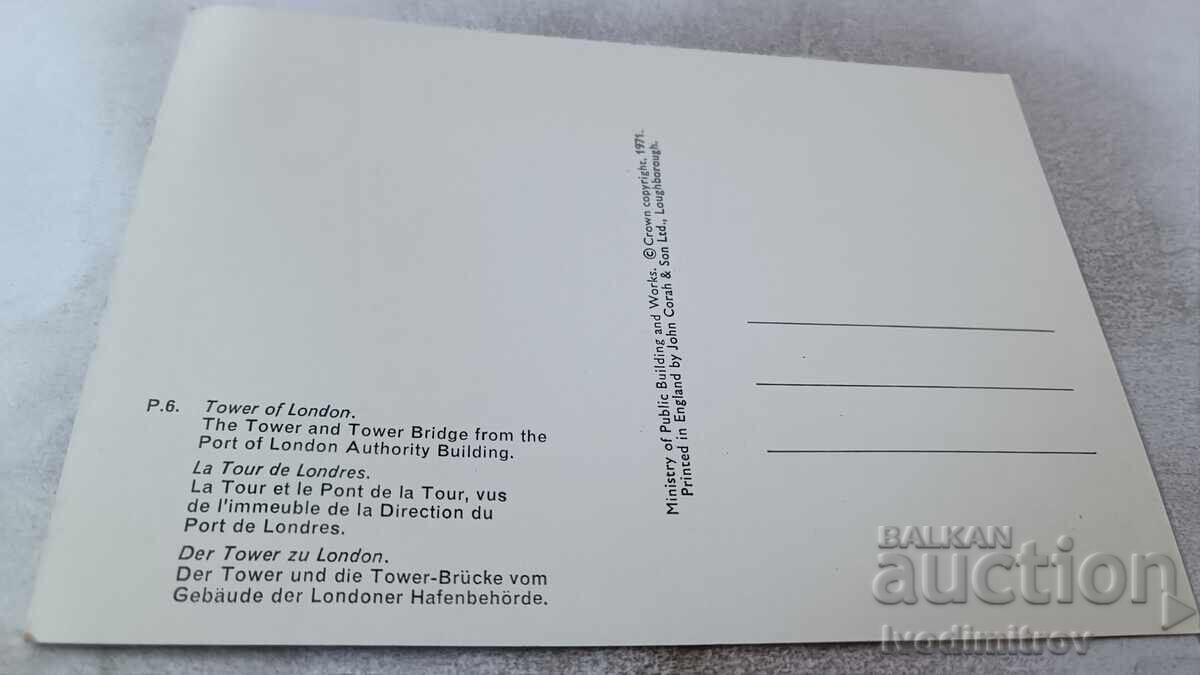 P.6. Tower of London.
The Tower and Tower Bridge from the
Port of London Authority Building.
La Tour de Londres.
La Tour et le Pont de la Tour, vus
de l'immeuble de la Direction du
Port de Londres.
Der Tower zu London.
Der Tower und die Tower-Brücke vom
Gebäude der Londoner Hafenbehörde.
Ministry of Public Building and Works. © Crown copyright, 1971.
Printed in England by John Corah & Son Ltd., Loughborough.
BALKAN
auction
Ivodimitrov